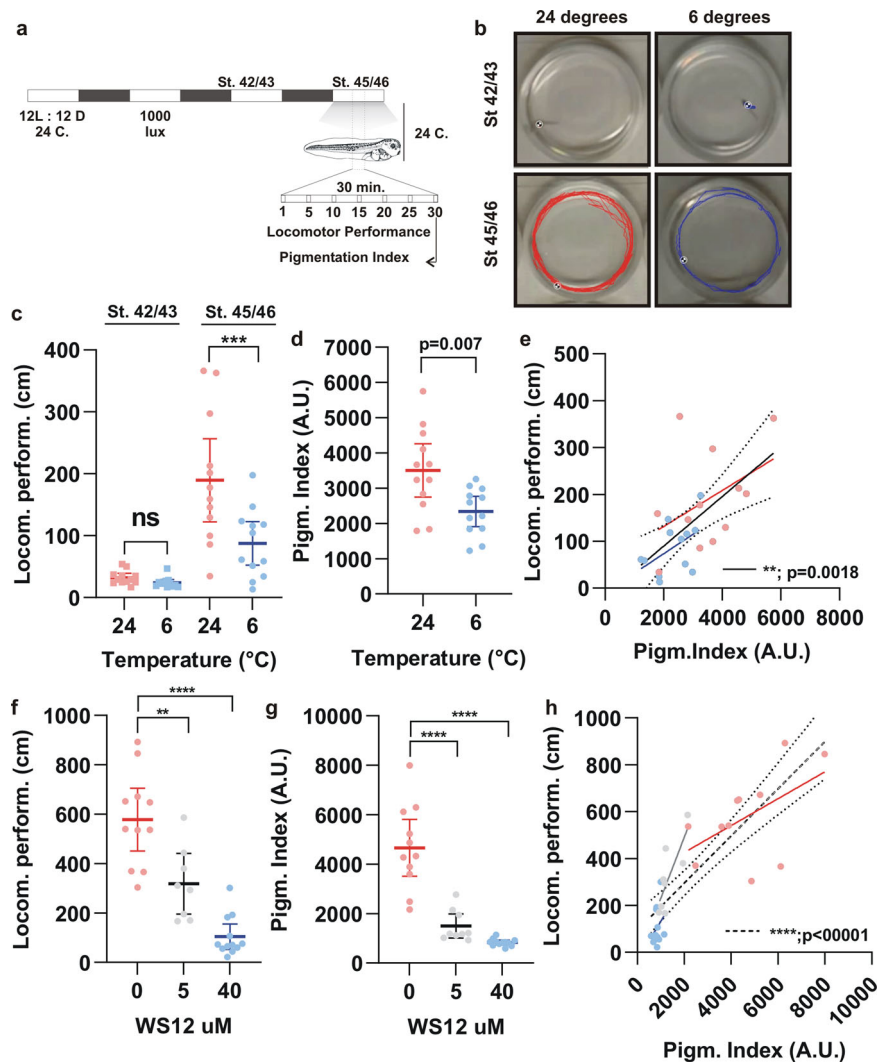 a
St. 42/43 St. 45/46
12L : 12 D
24 C.
1000
lux
24 C.
30 min.
1 5 10 15 20 25 30
Locomotor Performance
Pigmentation Index
b
24 degrees 6 degrees
St 42/43
St 45/46
c
St. 42/43 St. 45/46
Locom. perform. (cm)
400
300
200
100
0
ns
***
24 6 24 6
Temperature (°C)
d
Pigm. Index (A.U.)
7000
6000
5000
4000
3000
2000
1000
0
p=0.007
24 6
Temperature (°C)
e
Locom. perform. (cm)
500
400
300
200
100
0
**; p=0.0018
0 2000 4000 6000 8000
Pigm.Index (A.U.)
f
Locom. perform. (cm)
1000
800
600
400
200
0
****
**
0 5 40
WS12 uM
g
Pigm. Index (A.U.)
10000
8000
6000
4000
2000
0
****
****
0 5 40
WS12 uM
h
Locom. perform. (cm)
1000
800
600
400
200
0
****;p<00001
0 2000 4000 6000 8000 10000
Pigm. Index (A.U.)